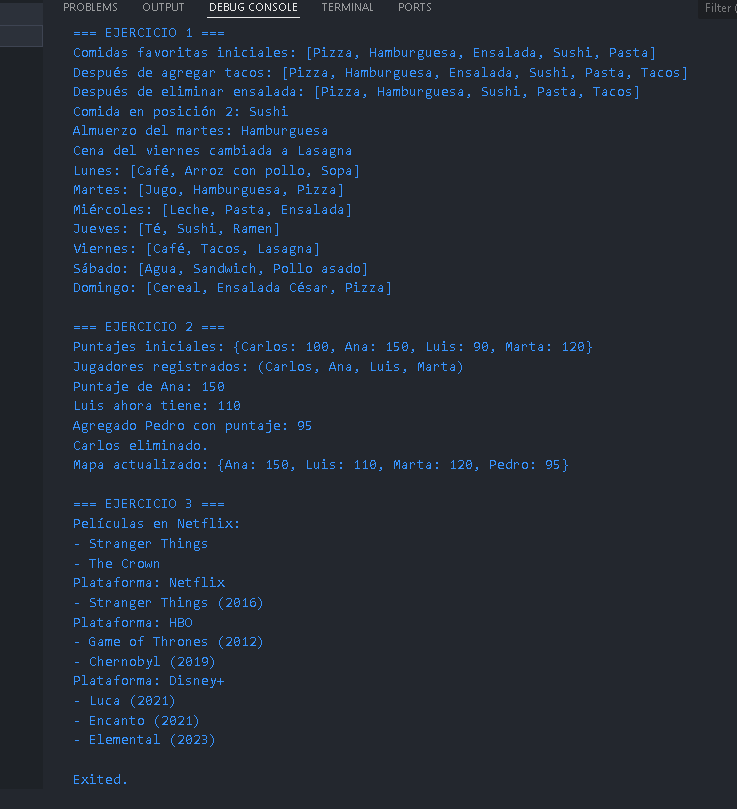 PROBLEMS OUTPUT DEBUG CONSOLE TERMINAL PORTS Filter (
=== EJERCICIO 1 ===
Comidas favoritas iniciales: [Pizza, Hamburguesa, Ensalada, Sushi, Pasta]
Después de agregar tacos: [Pizza, Hamburguesa, Ensalada, Sushi, Pasta, Tacos]
Después de eliminar ensalada: [Pizza, Hamburguesa, Sushi, Pasta, Tacos]
Comida en posición 2: Sushi
Almuerzo del martes: Hamburguesa
Cena del viernes cambiada a Lasagna
Lunes: [Café, Arroz con pollo, Sopa]
Martes: [Jugo, Hamburguesa, Pizza]
Miércoles: [Leche, Pasta, Ensalada]
Jueves: [Té, Sushi, Ramen]
Viernes: [Café, Tacos, Lasagna]
Sábado: [Agua, Sandwich, Pollo asado]
Domingo: [Cereal, Ensalada César, Pizza]
=== EJERCICIO 2 ===
Puntajes iniciales: {Carlos: 100, Ana: 150, Luis: 90, Marta: 120}
Jugadores registrados: (Carlos, Ana, Luis, Marta)
Puntaje de Ana: 150
Luis ahora tiene: 110
Agregado Pedro con puntaje: 95
Carlos eliminado.
Mapa actualizado: {Ana: 150, Luis: 110, Marta: 120, Pedro: 95}
=== EJERCICIO 3 ===
Películas en Netflix:
- Stranger Things
- The Crown
Plataforma: Netflix
- Stranger Things (2016)
Plataforma: HBO
- Game of Thrones (2012)
- Chernobyl (2019)
Plataforma: Disney+
- Luca (2021)
- Encanto (2021)
- Elemental (2023)
Exited.